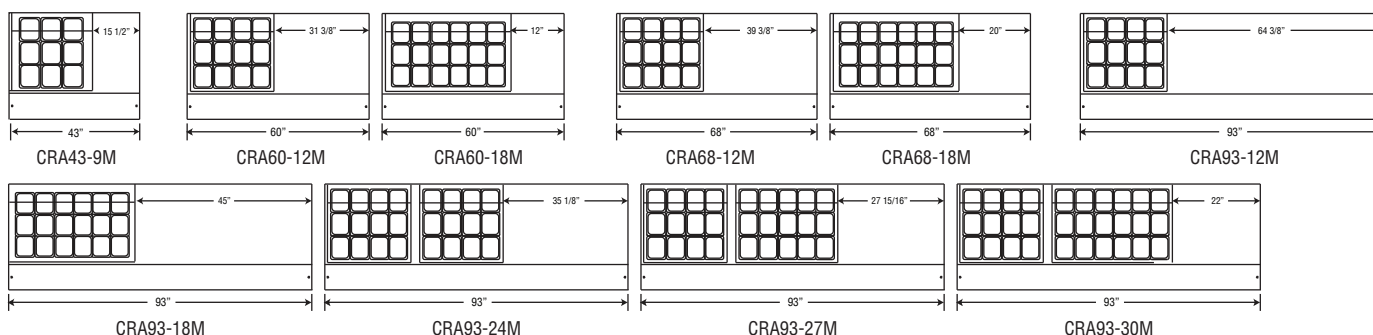 15 1/2"
31 3/8"
12"
39 3/8"
20"
64 3/8"
43"
60"
60"
68"
68"
93"
CRA43-9M
CRA60-12M
CRA60-18M
CRA68-12M
CRA68-18M
CRA93-12M
45"
35 1/8"
27 15/16"
22"
93"
93"
93"
93"
CRA93-18M
CRA93-24M
CRA93-27M
CRA93-30M